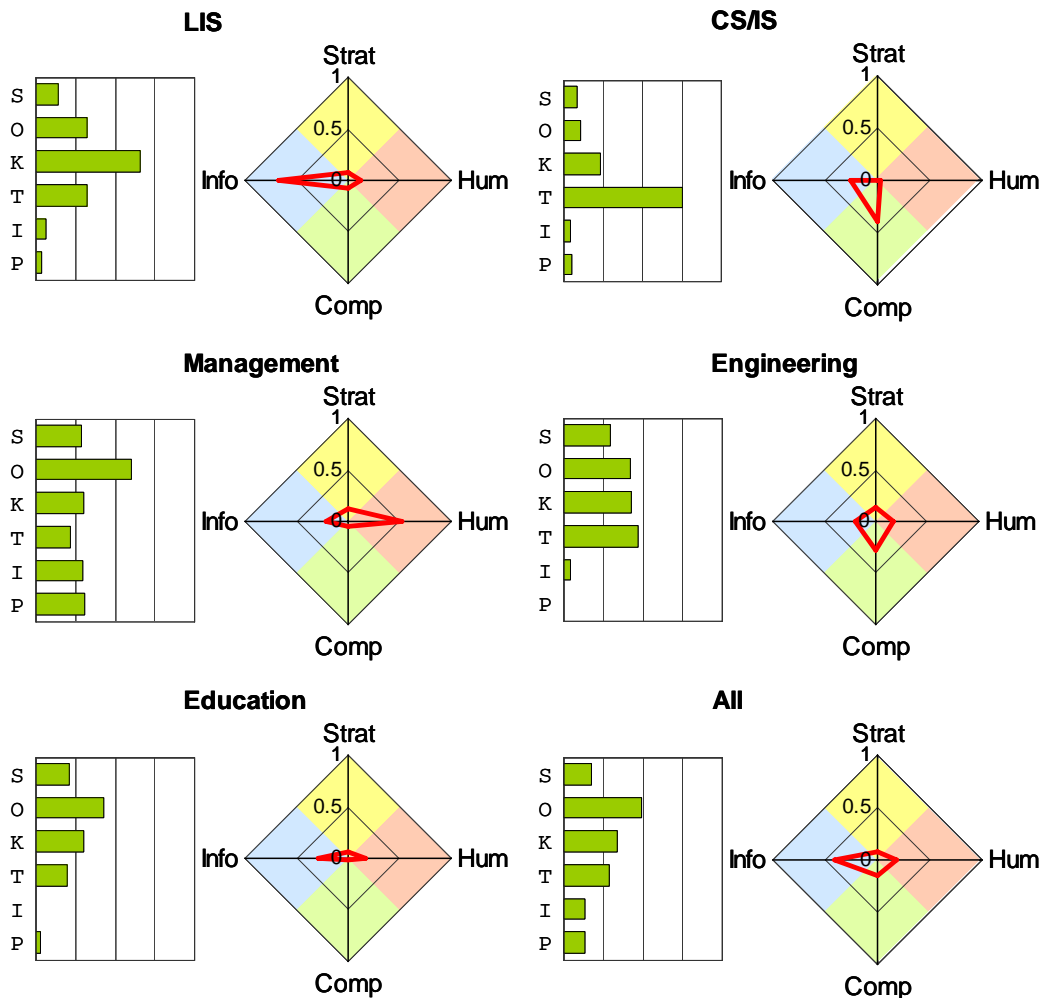 LIS
S
O
K
T
I
P
Strat
1
0.5
Info 0 Hum
Comp
CS/IS
S
O
K
T
I
P
Strat
1
0.5
Info 0 Hum
Comp
Management
S
O
K
T
I
P
Strat
1
0.5
Info 0 Hum
Comp
Engineering
S
O
K
T
I
P
Strat
1
0.5
Info 0 Hum
Comp
Education
S
O
K
T
I
P
Strat
1
0.5
Info 0 Hum
Comp
All
S
O
K
T
I
P
Strat
1
0.5
Info 0 Hum
Comp